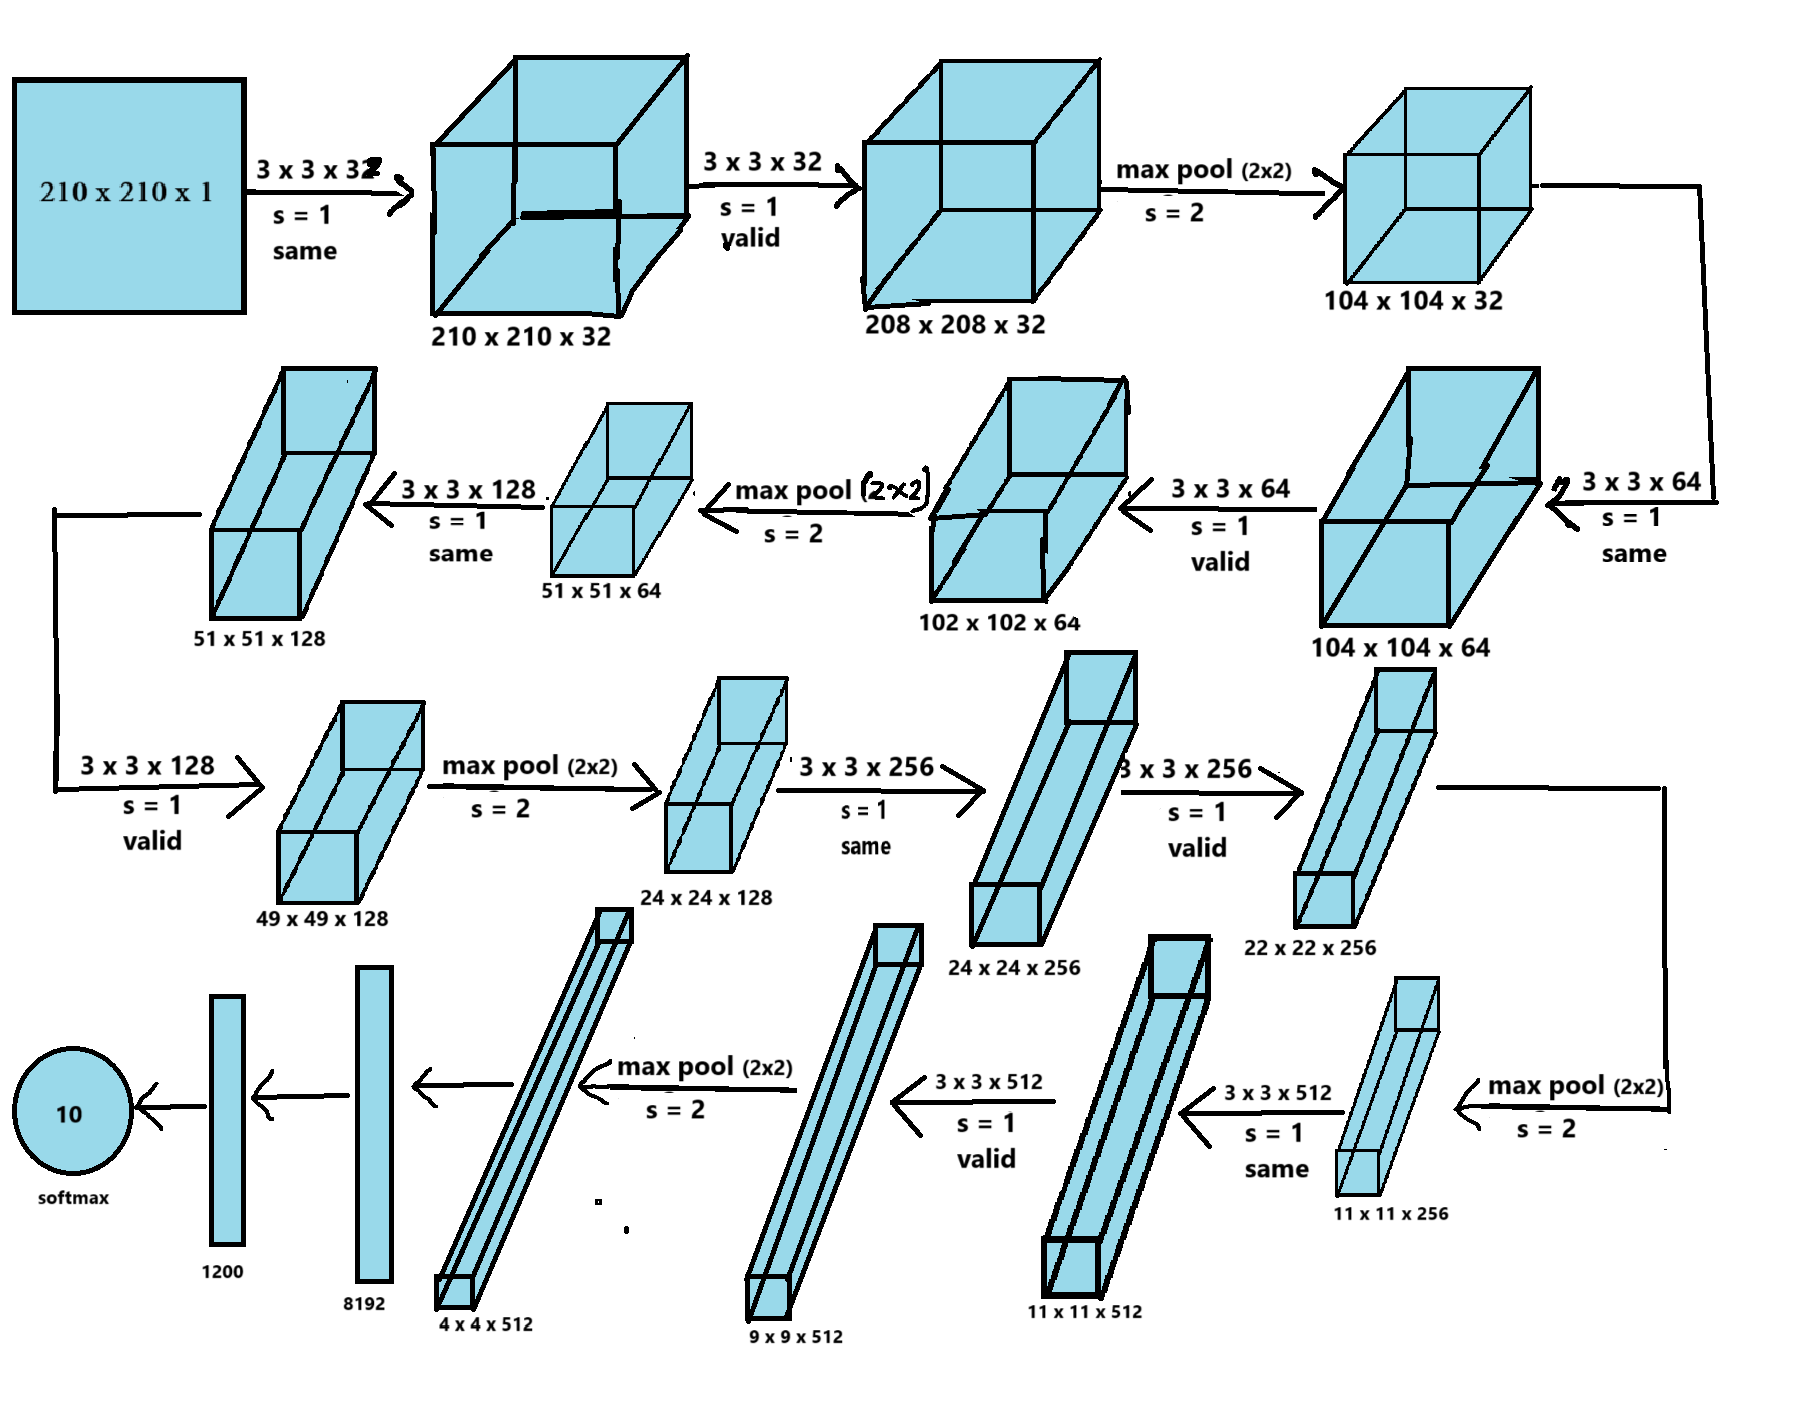 210 x 210 x 1
3 x 3 x 32
s = 1
same
210 x 210 x 32
3 x 3 x 32
s = 1
valid
208 x 208 x 32
max pool (2x2)
s = 2
104 x 104 x 32
3 x 3 x 64
s = 1
same
104 x 104 x 64
3 x 3 x 64
s = 1
valid
102 x 102 x 64
max pool (2x2)
s = 2
51 x 51 x 64
3 x 3 x 128
s = 1
same
51 x 51 x 128
3 x 3 x 128
s = 1
valid
49 x 49 x 128
max pool (2x2)
s = 2
24 x 24 x 128
3 x 3 x 256
s = 1
same
24 x 24 x 256
3 x 3 x 256
s = 1
valid
22 x 22 x 256
max pool (2x2)
s = 2
11 x 11 x 256
3 x 3 x 512
s = 1
same
11 x 11 x 512
3 x 3 x 512
s = 1
valid
9 x 9 x 512
max pool (2x2)
s = 2
4 x 4 x 512
8192
1200
10
softmax